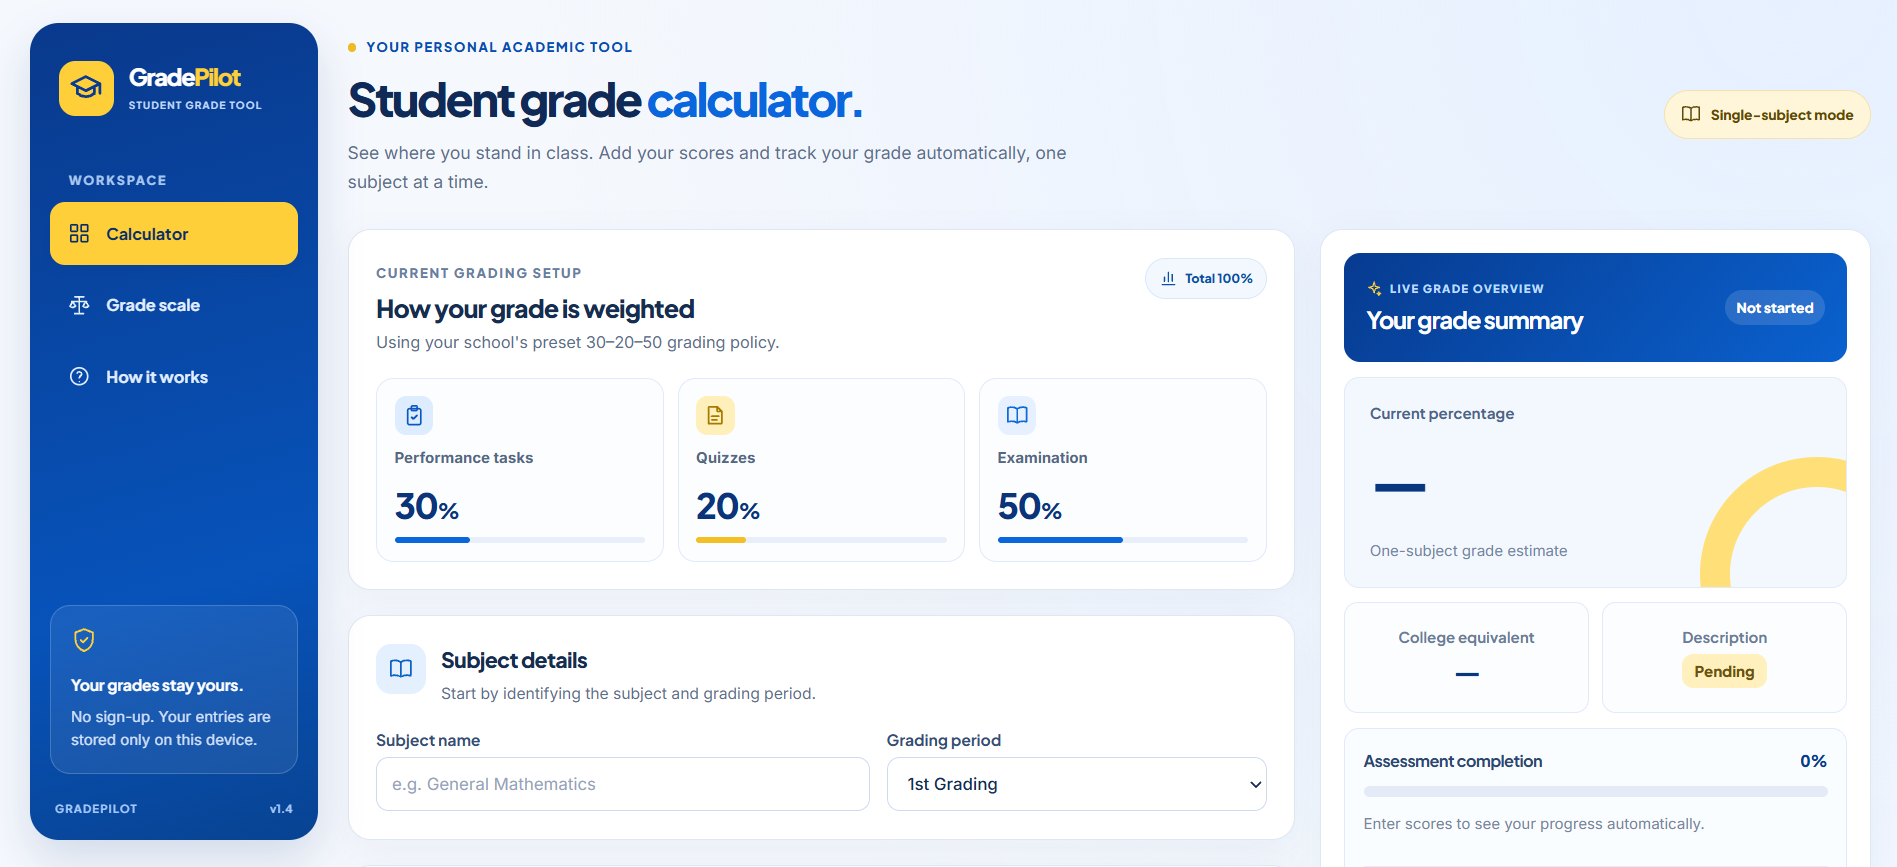 GradePilot
STUDENT GRADE TOOL
WORKSPACE
Calculator
Grade scale
How it works
Your grades stay yours.
No sign-up. Your entries are
stored only on this device.
GRADEPILOT
v1.4
YOUR PERSONAL ACADEMIC TOOL
Student grade calculator.
See where you stand in class. Add your scores and track your grade automatically, one
subject at a time.
Single-subject mode
CURRENT GRADING SETUP
How your grade is weighted
Using your school's preset 30–20–50 grading policy.
Total 100%
Performance tasks
30%
Quizzes
20%
Examination
50%
Subject details
Start by identifying the subject and grading period.
Subject name
e.g. General Mathematics
Grading period
1st Grading
LIVE GRADE OVERVIEW
Your grade summary
Not started
Current percentage
—
One-subject grade estimate
College equivalent
—
Description
Pending
Assessment completion
0%
Enter scores to see your progress automatically.